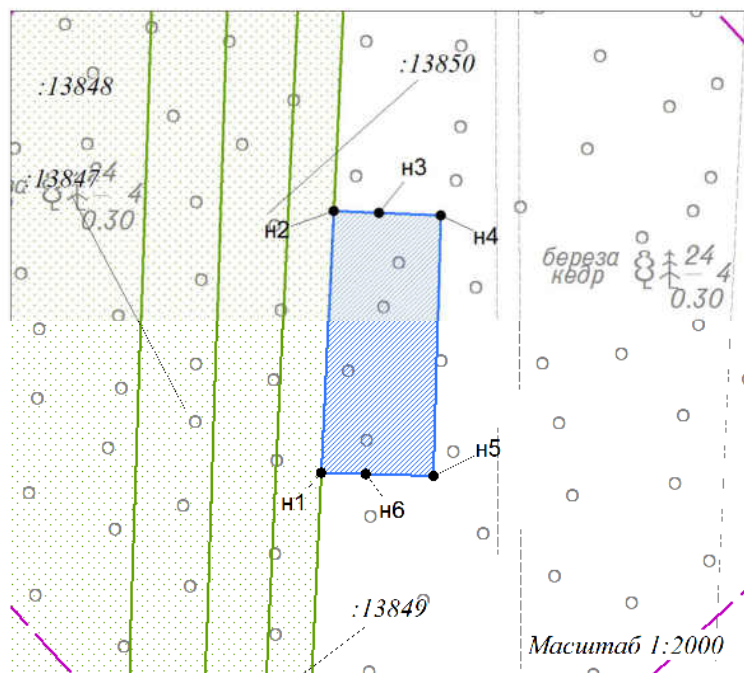 :13850
:13848
24
:13847
4
0.30
н3
н2
н4
береза
кедр
24
4
0.30
н5
н1
н6
:13849
Масштаб 1:2000